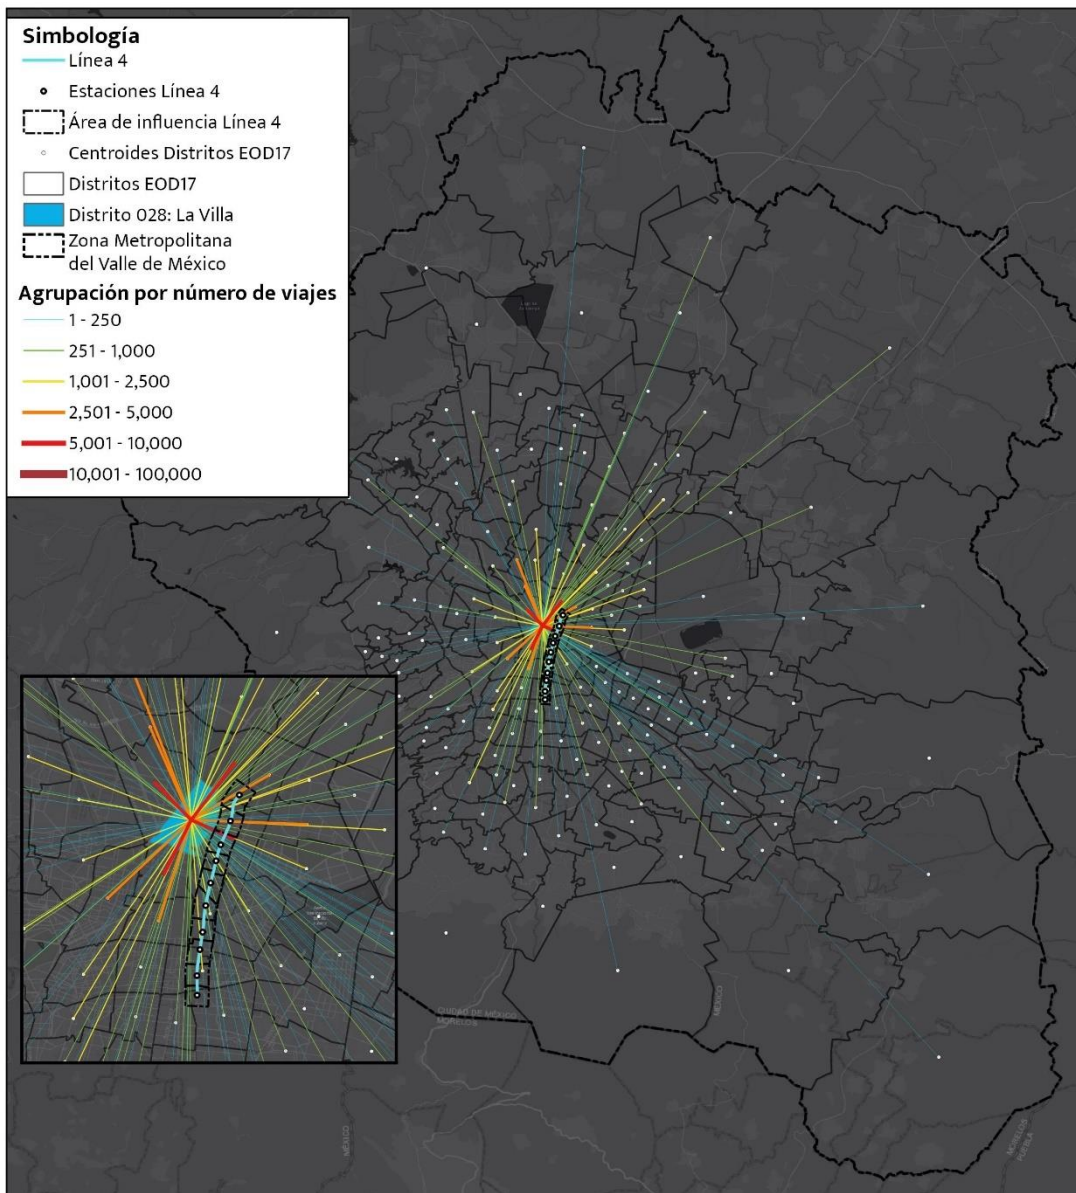 Simbología
Línea 4
Estaciones Línea 4
Área de influencia Línea 4
Centroides Distritos EOD17
Distritos EOD17
Distrito 028: La Villa
Zona Metropolitana
del Valle de México
Agrupación por número de viajes
1 - 250
251 - 1,000
1,001 - 2,500
2,501 - 5,000
5,001 - 10,000
10,001 - 100,000
CIUDAD DE MÉXICO
MORELOS
MÉXICO
MÉXICO
MORELOS
PUEBLA